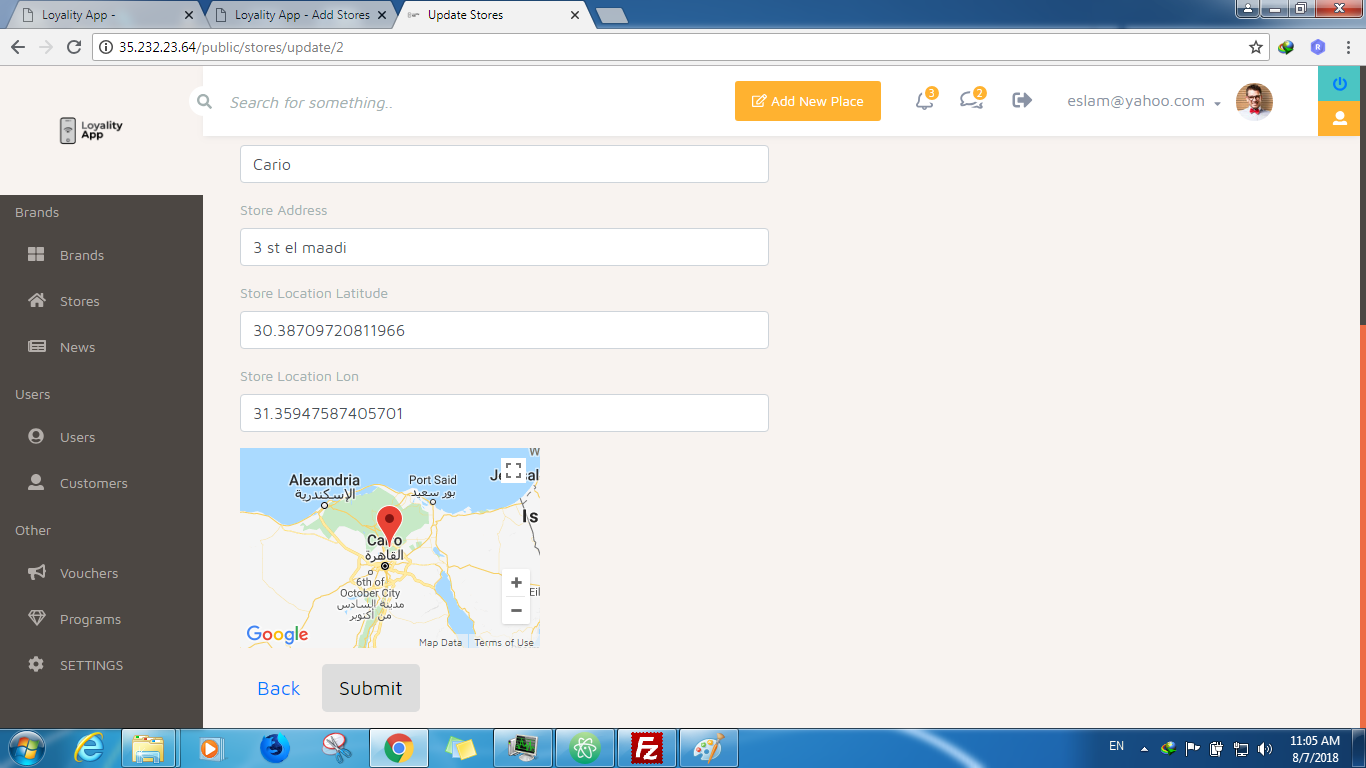 Loyality App -
Loyality App - Add Stores
Update Stores
35.232.23.64/public/stores/update/2
Loyality
App
Search for something..
Add New Place
3
2
eslam@yahoo.com
Brands
Brands
Stores
News
Users
Users
Customers
Other
Vouchers
Programs
SETTINGS
Cario
Store Address
3 st el maadi
Store Location Latitude
30.38709720811966
Store Location Lon
31.35947587405701
Alexandria
الإسكندرية
Port Said
بور سعيد
Is
Cairo
القاهرة
6th of
October City
مدينة السادس
من أكتوبر
Eil
+
−
Google
Map Data
Terms of Use
Back
Submit
EN
11:05 AM
8/7/2018